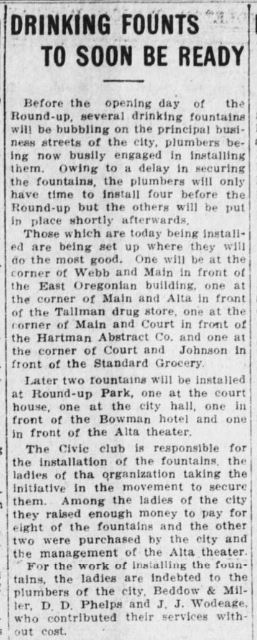 DRINKING FOUNTS
TO SOON BE READY
Before the opening day of the
Round-up, several drinking fountains
will be bubbling on the principal busi-
ness streets of the city, plumbers be-
ing now busily engaged in installing
them. Owing to a delay in securing
the fountains, the plumbers will only
have time to install four before the
Round-up but the others will be put
in place shortly afterwards.
Those which are today being install-
ed are being set up where they will
do the most good. One will be at the
corner of Webb and Main in front of
the East Oregonian building, one at
the corner of Main and Alta in front
of the Tallman drug store, one at the
corner of Main and Court in front of
the Hartman Abstract Co. and one at
the corner of Court and Johnson in
front of the Standard Grocery.
Later two fountains will be installed
at Round-up Park, one at the court
house, one at the city hall, one in
front of the Bowman hotel and one
in front of the Alta theater.
The Civic club is responsible for
the installation of the fountains, the
ladies of tha organization taking the
initiative in the movement to secure
them. Among the ladies of the city
they raised enough money to pay for
eight of the fountains and the other
two were purchased by the city and
the management of the Alta theater.
For the work of installing the foun-
tains, the ladies are indebted to the
plumbers of the city, Beddow & Mil-
ler, D. D. Phelps and J. J. Wodeage,
who contributed their services with-
out cost.